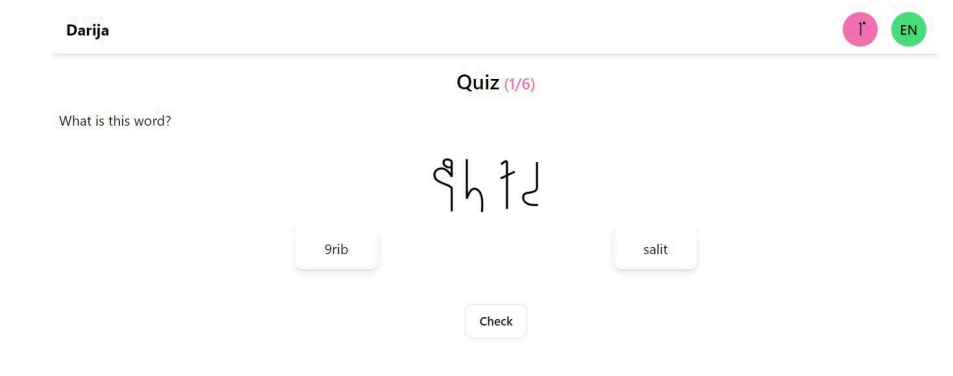 Darija
EN
Quiz (1/6)
What is this word?
9rib
salit
Check